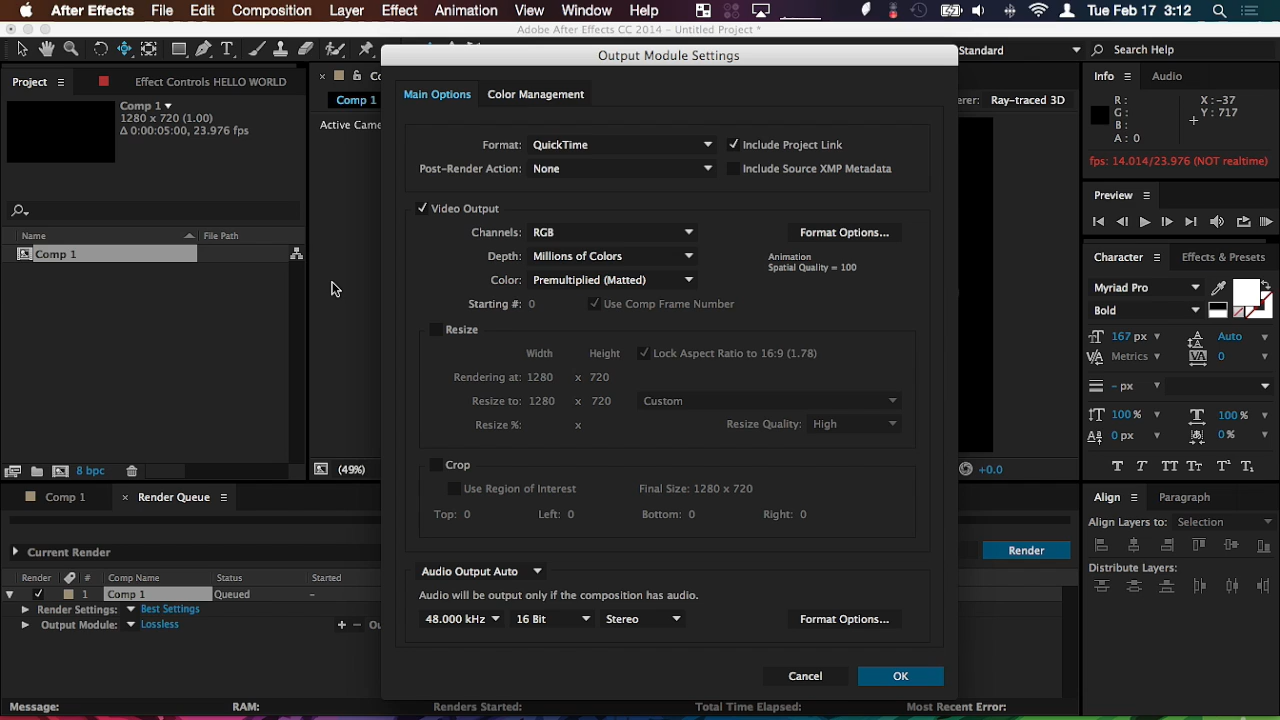 After Effects File Edit Composition Layer Effect Animation View Window Help Tue Feb 17 3:12
Adobe After Effects CC 2014 - Untitled Project *
Standard Search Help
Output Module Settings
Project Effect Controls HELLO WORLD
Comp 1
1280 x 720 (1.00)
Δ 0:00:05:00, 23.976 fps
Name File Path
Comp 1
8 bpc
Co
Comp 1
Active Came
(49%)
Main Options Color Management
Format: QuickTime Include Project Link
Post-Render Action: None Include Source XMP Metadata
Video Output
Channels: RGB Format Options...
Depth: Millions of Colors
Animation
Spatial Quality = 100
Color: Premultiplied (Matted)
Starting #: 0 Use Comp Frame Number
Resize
Width Height Lock Aspect Ratio to 16:9 (1.78)
Rendering at: 1280 x 720
Resize to: 1280 x 720 Custom
Resize %: x Resize Quality: High
Crop
Use Region of Interest Final Size: 1280 x 720
Top: 0 Left: 0 Bottom: 0 Right: 0
Audio Output Auto
Audio will be output only if the composition has audio.
48.000 kHz 16 Bit Stereo Format Options...
Cancel OK
erer: Ray-traced 3D
+0.0
Info Audio
R : X : -37
G : Y : 717
B :
A : 0
fps: 14.014/23.976 (NOT realtime)
Preview
Character Effects & Presets
Myriad Pro
Bold
167 px Auto
Metrics 0
- px
100 % 100 %
0 px 0 %
T T TT Tt T¹ T₁
Align Paragraph
Align Layers to: Selection
Distribute Layers:
Comp 1 Render Queue
Current Render Render
Render # Comp Name Status Started
1 Comp 1 Queued -
Render Settings: Best Settings
Output Module: Lossless + - Ou
Message: RAM: Renders Started: Total Time Elapsed: Most Recent Error: